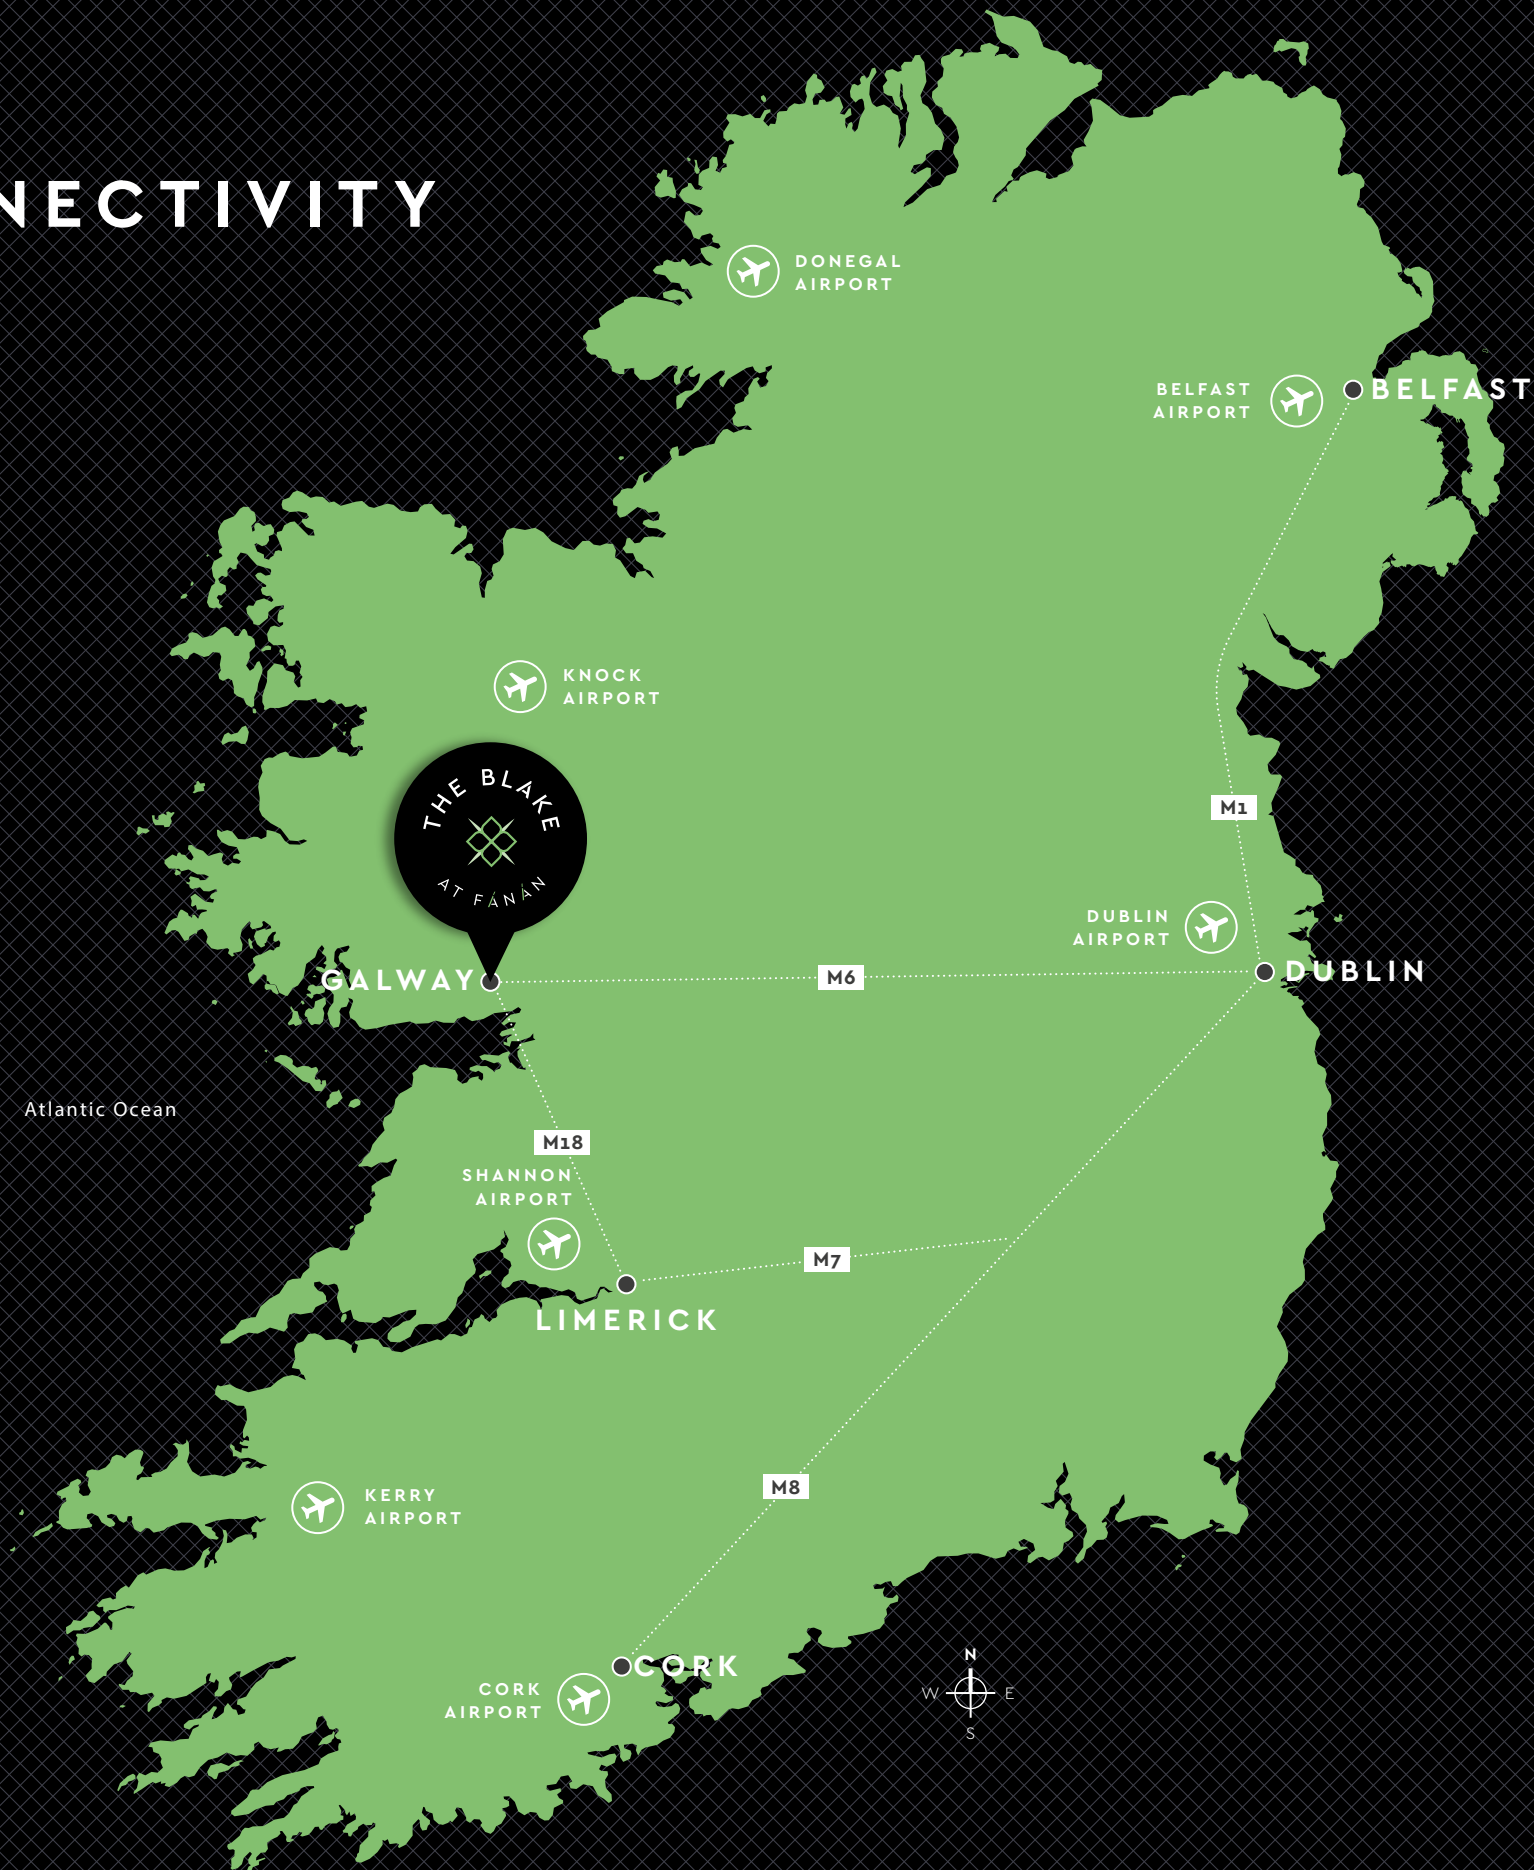 NECTIVITY
DONEGAL
AIRPORT
BELFAST
AIRPORT
BELFAST
KNOCK
AIRPORT
THE BLAKE
AT FÁNÁN
M1
DUBLIN
AIRPORT
GALWAY
M6
DUBLIN
Atlantic Ocean
M18
SHANNON
AIRPORT
M7
LIMERICK
M8
KERRY
AIRPORT
CORK
CORK
AIRPORT
N
W E
S